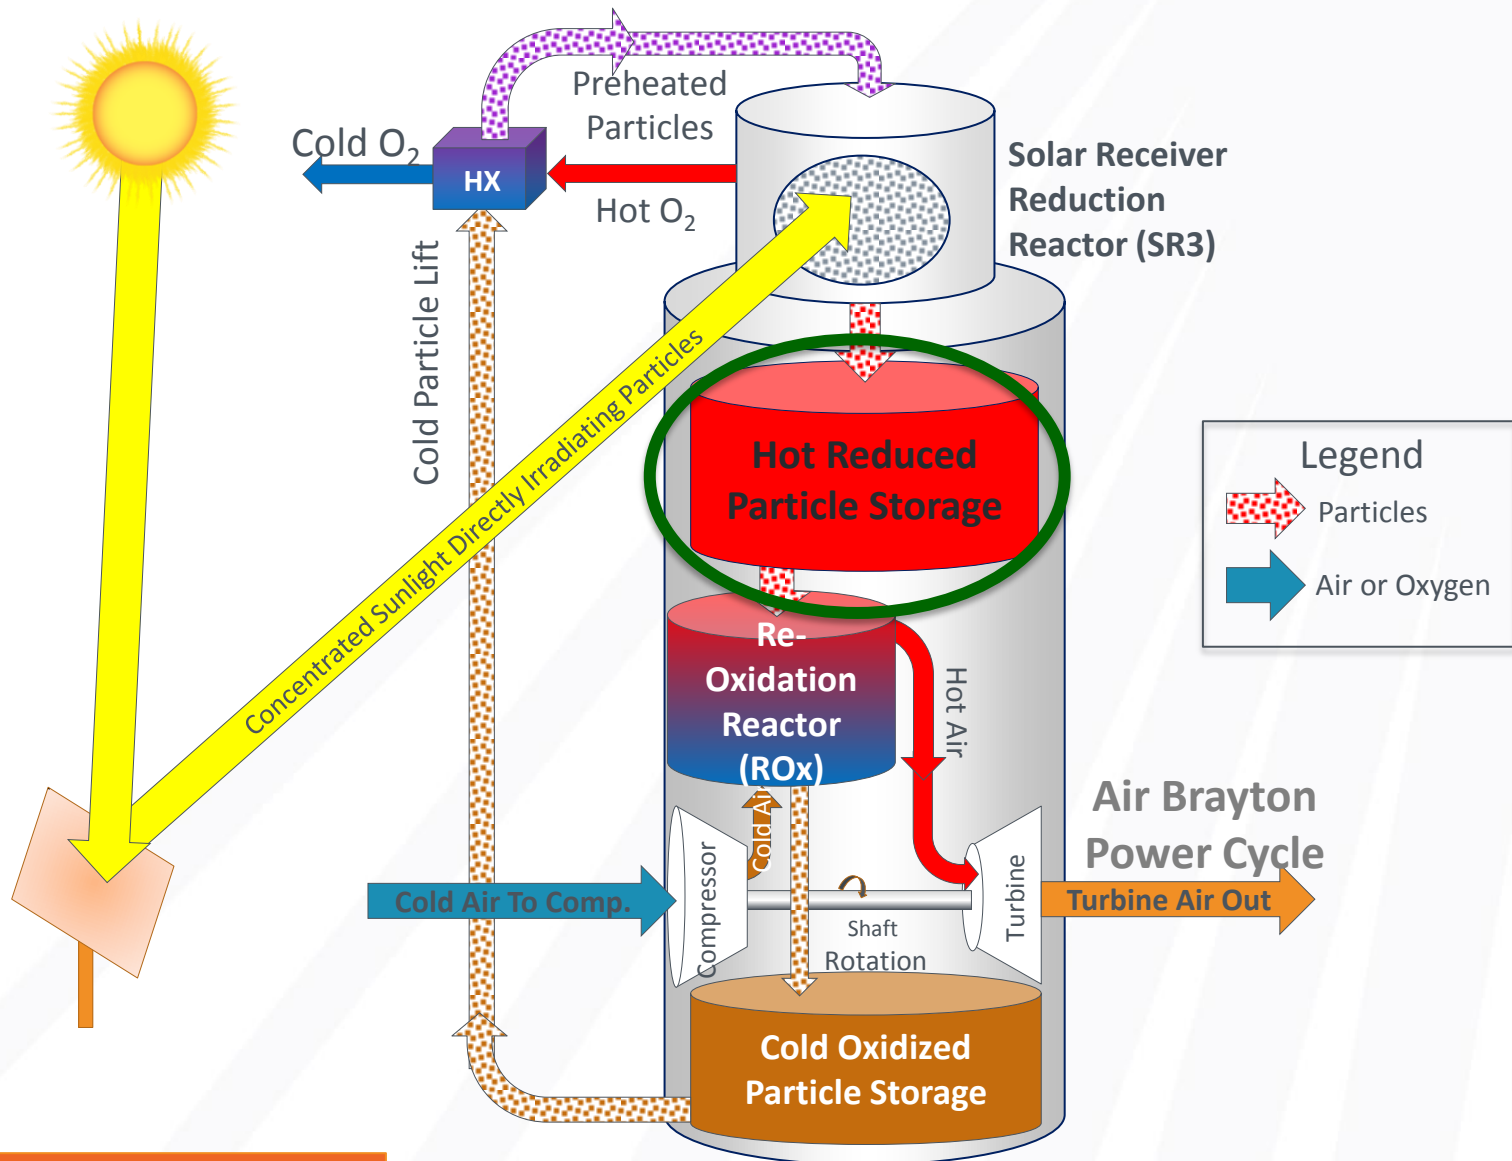 Preheated
Particles
Cold O₂
HX
Hot O₂
Solar Receiver
Reduction
Reactor (SR3)
Cold Particle Lift
Concentrated Sunlight Directly Irradiating Particles
Hot Reduced
Particle Storage
Legend
Particles
Air or Oxygen
Re-
Oxidation
Reactor
(ROx)
Hot Air
Cold Air
Air Brayton
Power Cycle
Cold Air To Comp.
Compressor
Shaft
Rotation
Turbine
Turbine Air Out
Cold Oxidized
Particle Storage